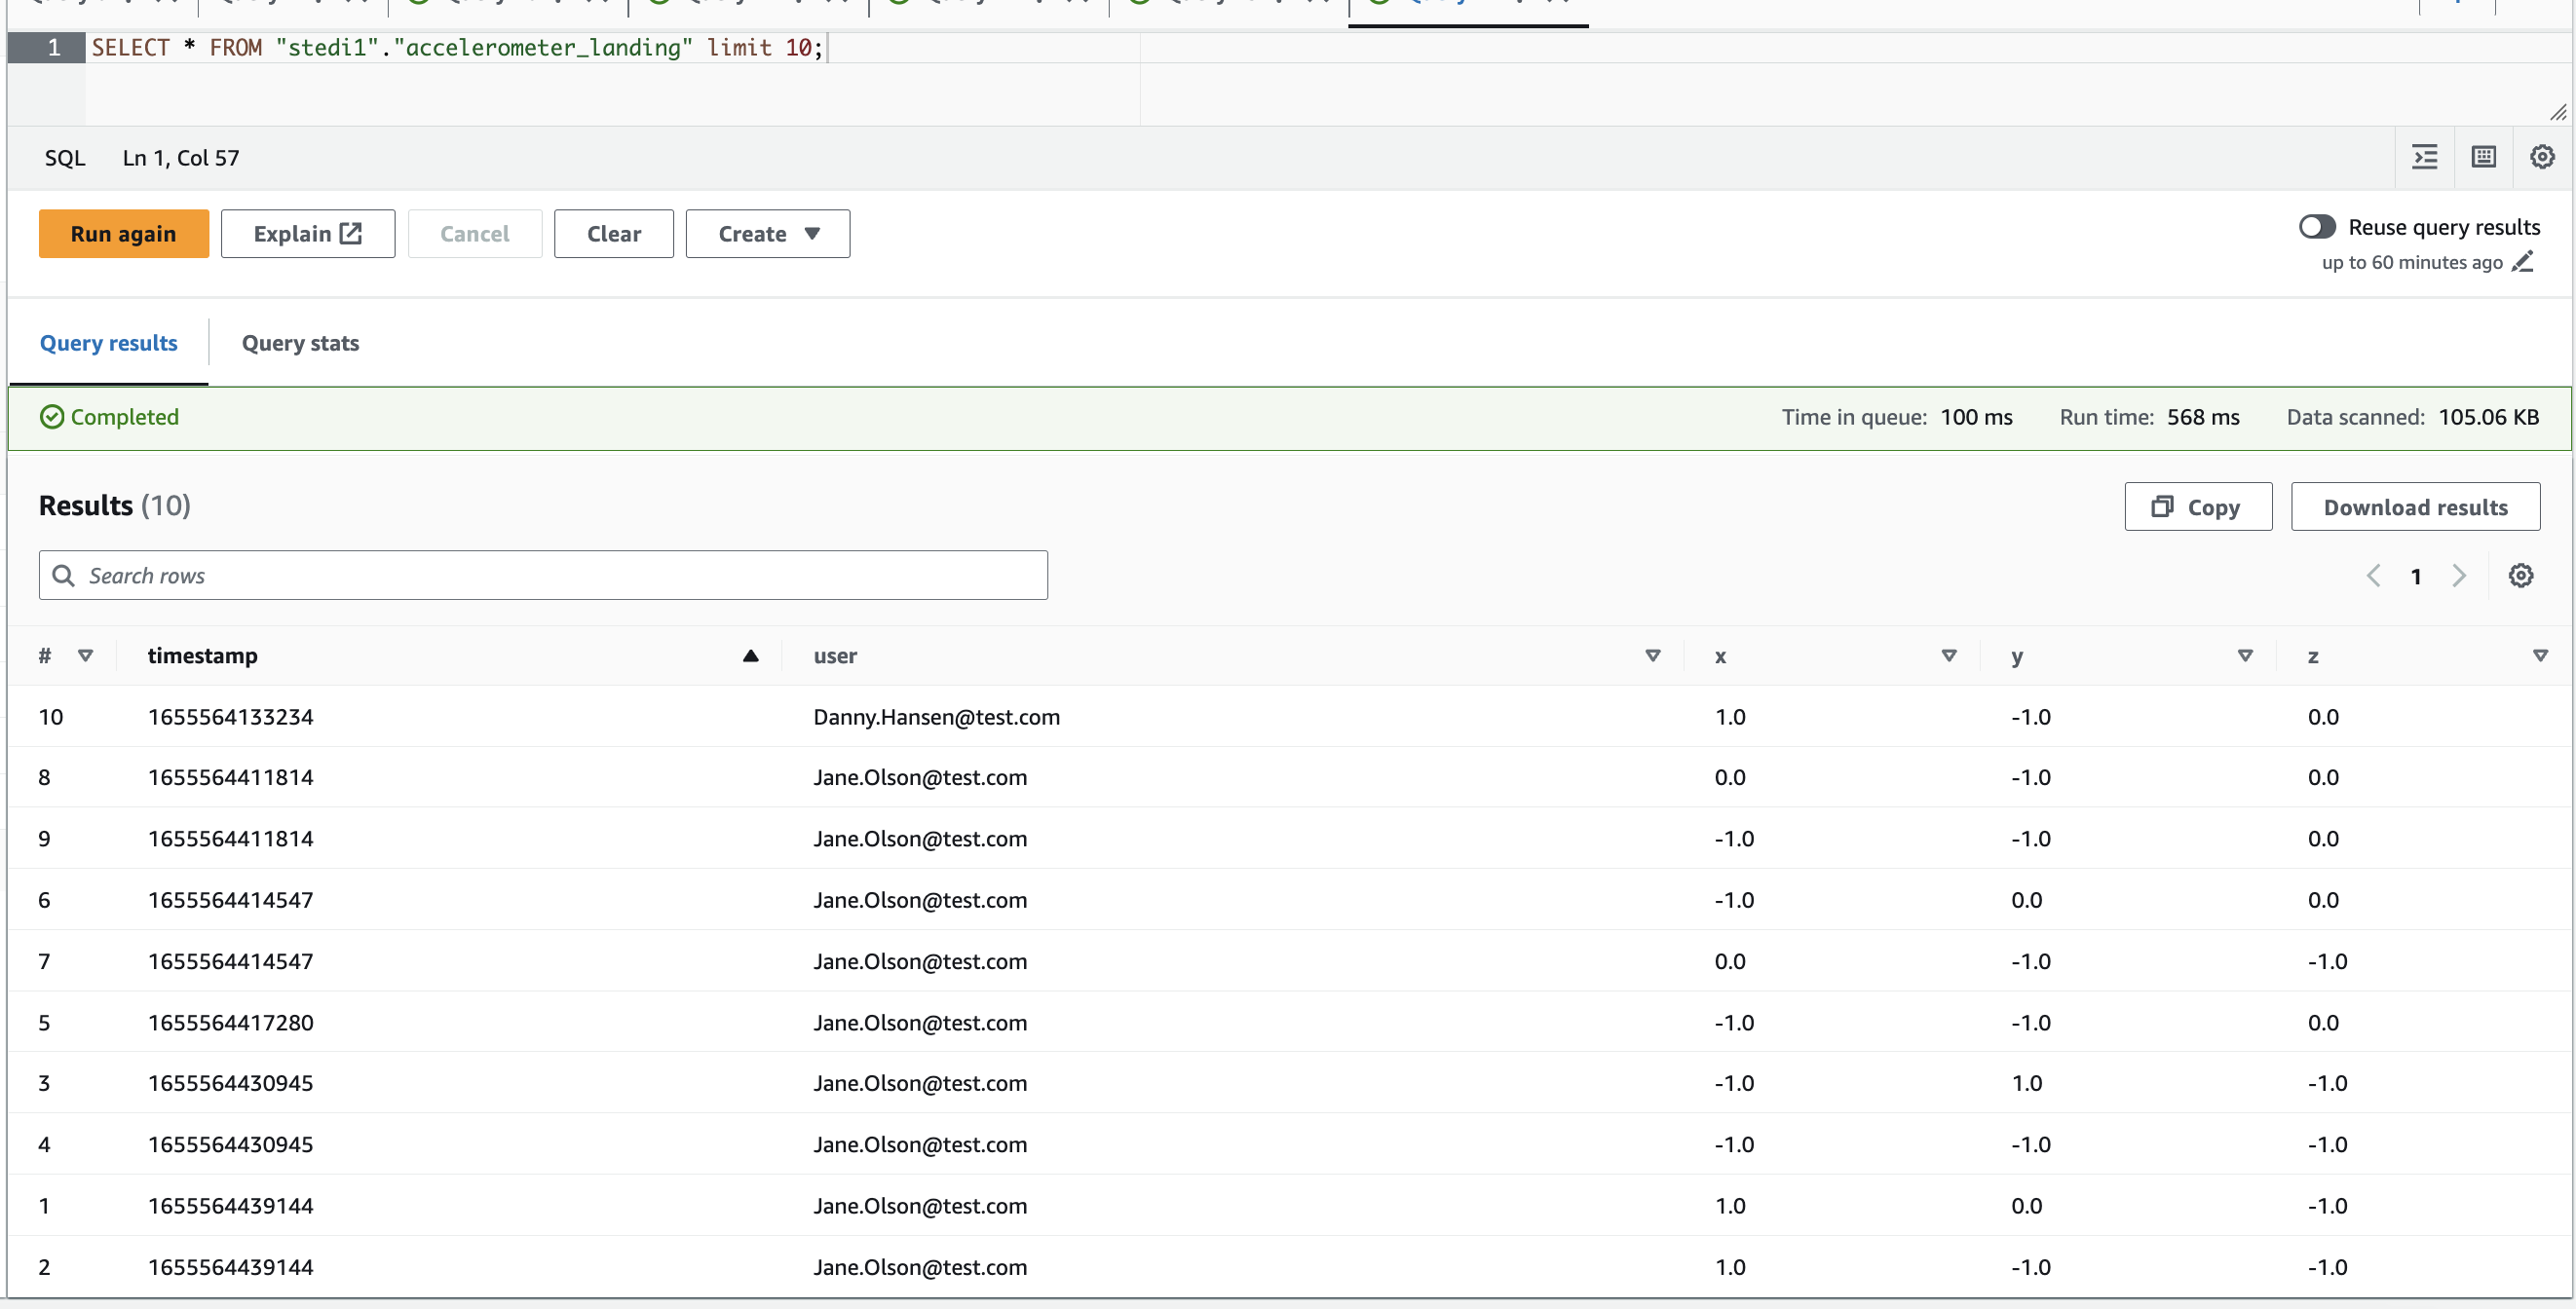 1 SELECT * FROM "stedi1"."accelerometer_landing" limit 10;
SQL Ln 1, Col 57
Run again Explain Cancel Clear Create
Reuse query results
up to 60 minutes ago
Query results Query stats
Completed Time in queue: 100 ms Run time: 568 ms Data scanned: 105.06 KB
Results (10) Copy Download results
Search rows 1
# timestamp user x y z
10 1655564133234 Danny.Hansen@test.com 1.0 -1.0 0.0
8 1655564411814 Jane.Olson@test.com 0.0 -1.0 0.0
9 1655564411814 Jane.Olson@test.com -1.0 -1.0 0.0
6 1655564414547 Jane.Olson@test.com -1.0 0.0 0.0
7 1655564414547 Jane.Olson@test.com 0.0 -1.0 -1.0
5 1655564417280 Jane.Olson@test.com -1.0 -1.0 0.0
3 1655564430945 Jane.Olson@test.com -1.0 1.0 -1.0
4 1655564430945 Jane.Olson@test.com -1.0 -1.0 -1.0
1 1655564439144 Jane.Olson@test.com 1.0 0.0 -1.0
2 1655564439144 Jane.Olson@test.com 1.0 -1.0 -1.0